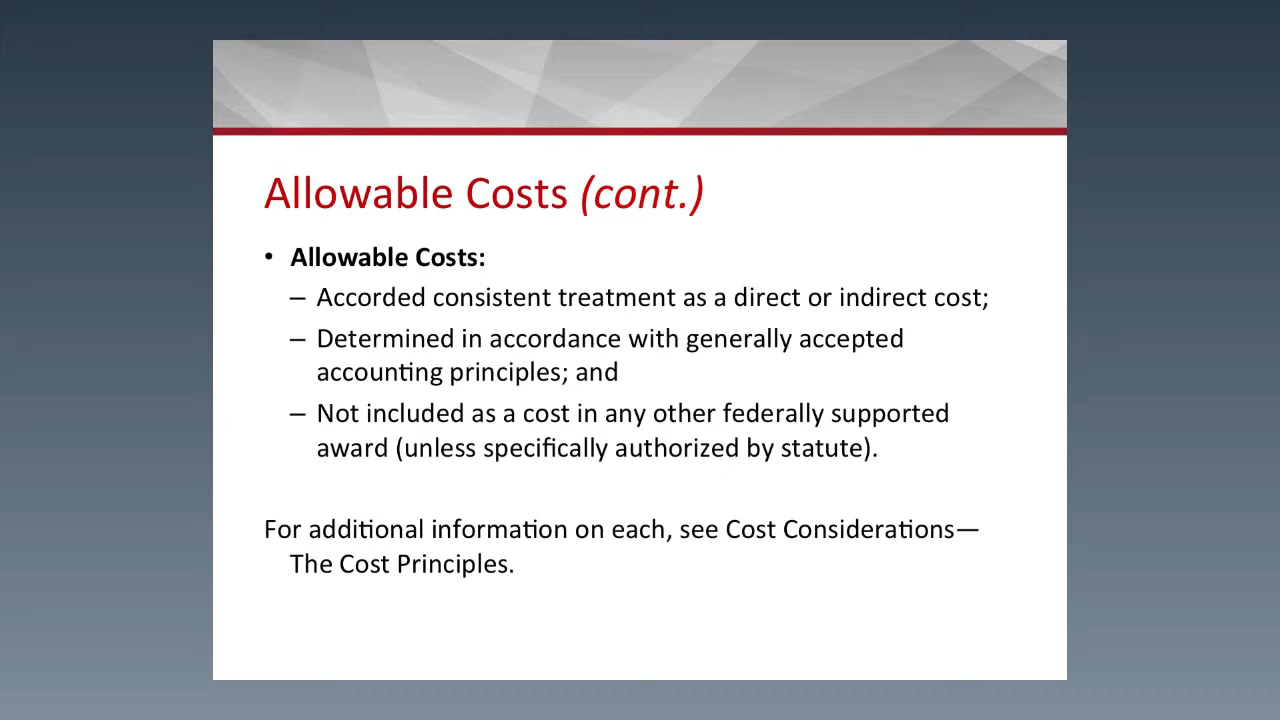 Allowable Costs (cont.)
• Allowable Costs:
– Accorded consistent treatment as a direct or indirect cost;
– Determined in accordance with generally accepted
accounting principles; and
– Not included as a cost in any other federally supported
award (unless specifically authorized by statute).
For additional information on each, see Cost Considerations—
The Cost Principles.